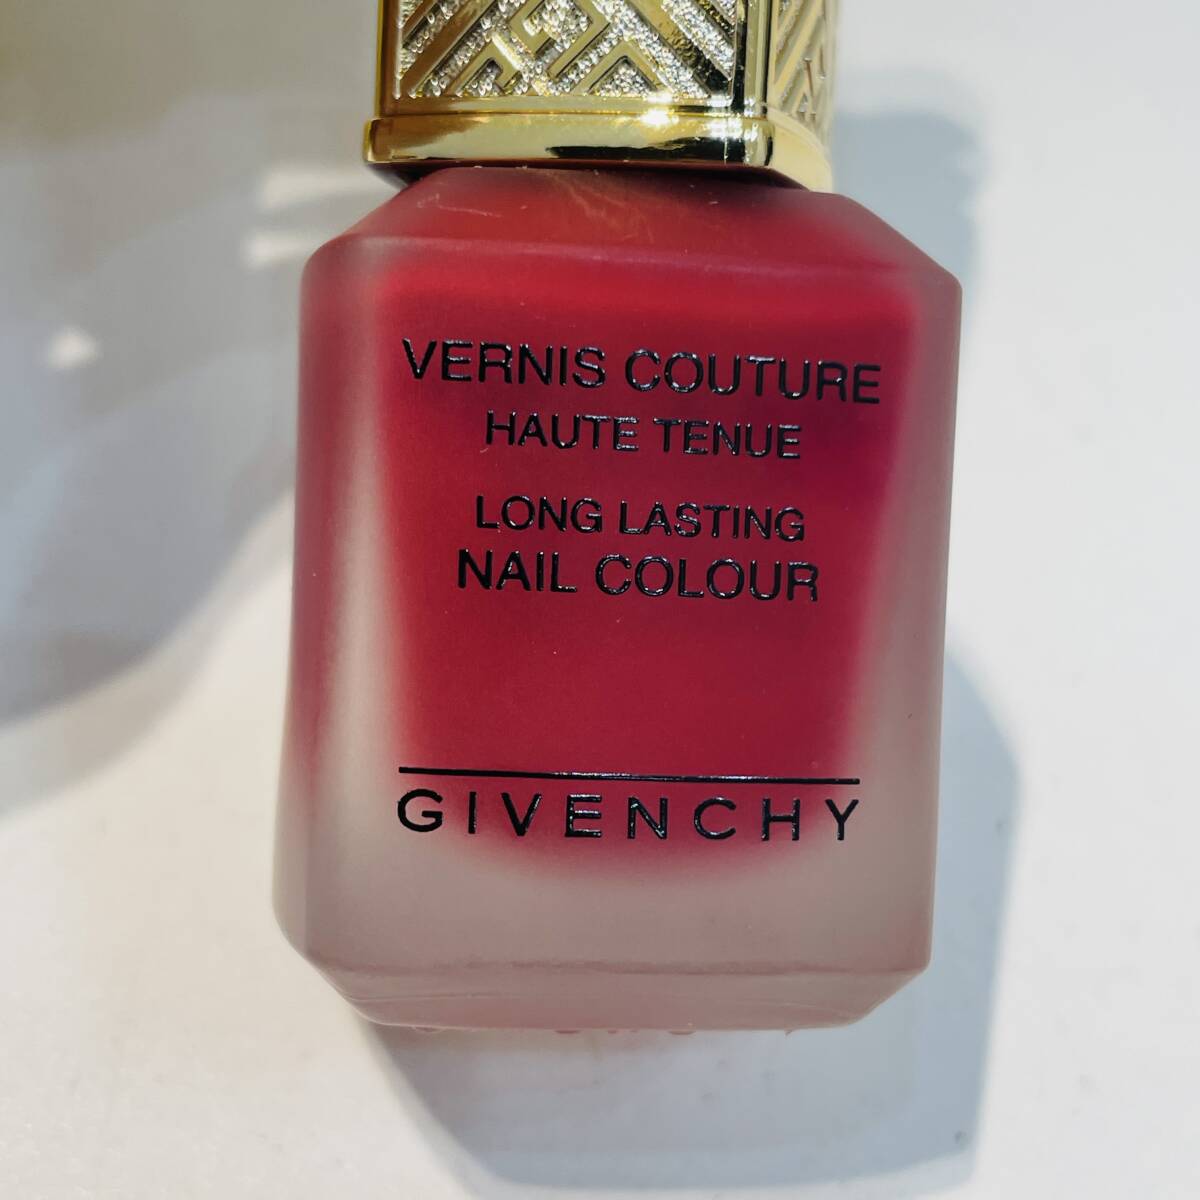 VERNIS COUTURE
HAUTE TENUE
LONG LASTING
NAIL COLOUR
GIVENCHY